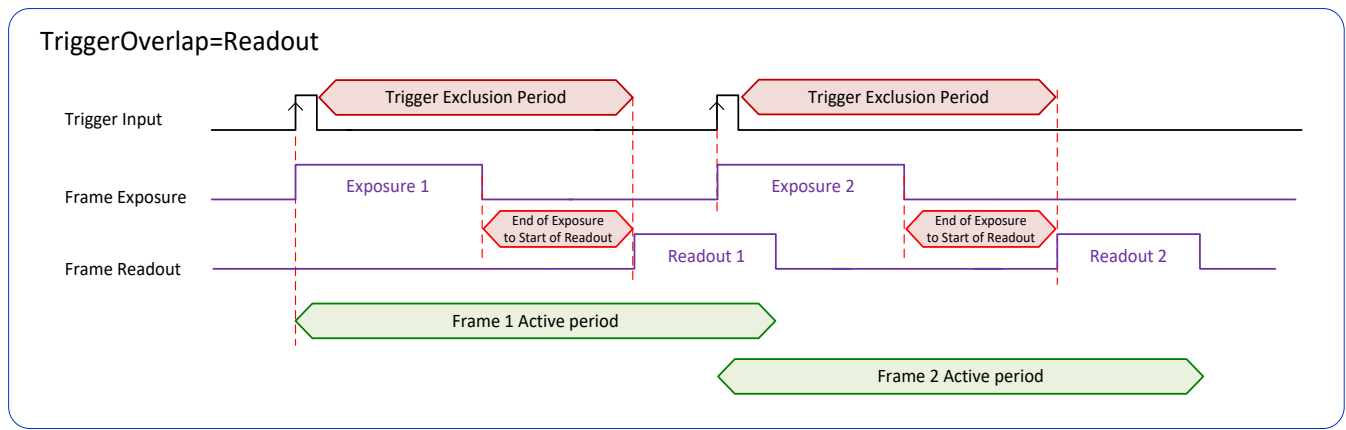 TriggerOverlap=Readout
Trigger Exclusion Period
Trigger Exclusion Period
Trigger Input
Exposure 1
Exposure 2
Frame Exposure
End of Exposure
to Start of Readout
End of Exposure
to Start of Readout
Readout 1
Readout 2
Frame Readout
Frame 1 Active period
Frame 2 Active period